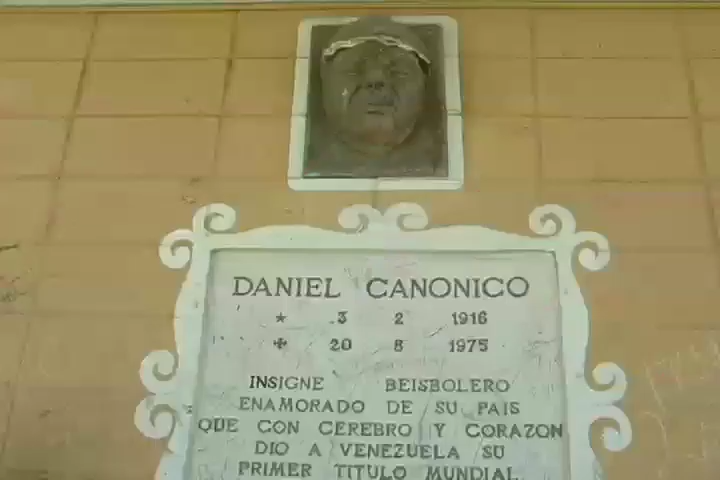 DANIEL CANONICO
* 3 2 1916
✠ 20 8 1975
INSIGNE BEISBOLERO
ENAMORADO DE SU PAIS
QUE CON CEREBRO Y CORAZON
DIO A VENEZUELA SU
PRIMER TITULO MUNDIAL